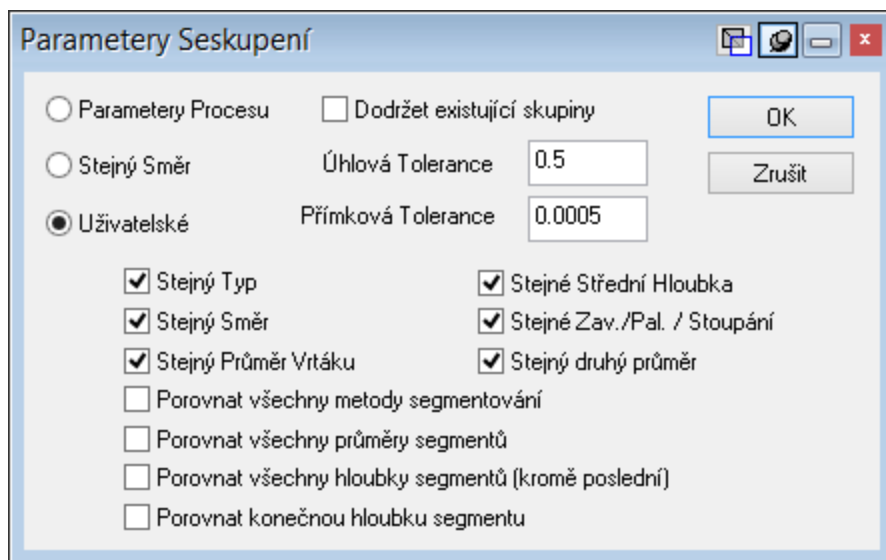 Parametery Seskupení
Parametery Procesu
Dodržet existující skupiny
OK
Stejný Směr
Úhlová Tolerance
0.5
Zrušit
Uživatelské
Přímková Tolerance
0.0005
Stejný Typ
Stejné Střední Hloubka
Stejný Směr
Stejné Zav./Pal. / Stoupání
Stejný Průměr Vrtáku
Stejný druhý průměr
Porovnat všechny metody segmentování
Porovnat všechny průměry segmentů
Porovnat všechny hloubky segmentů (kromě poslední)
Porovnat konečnou hloubku segmentu